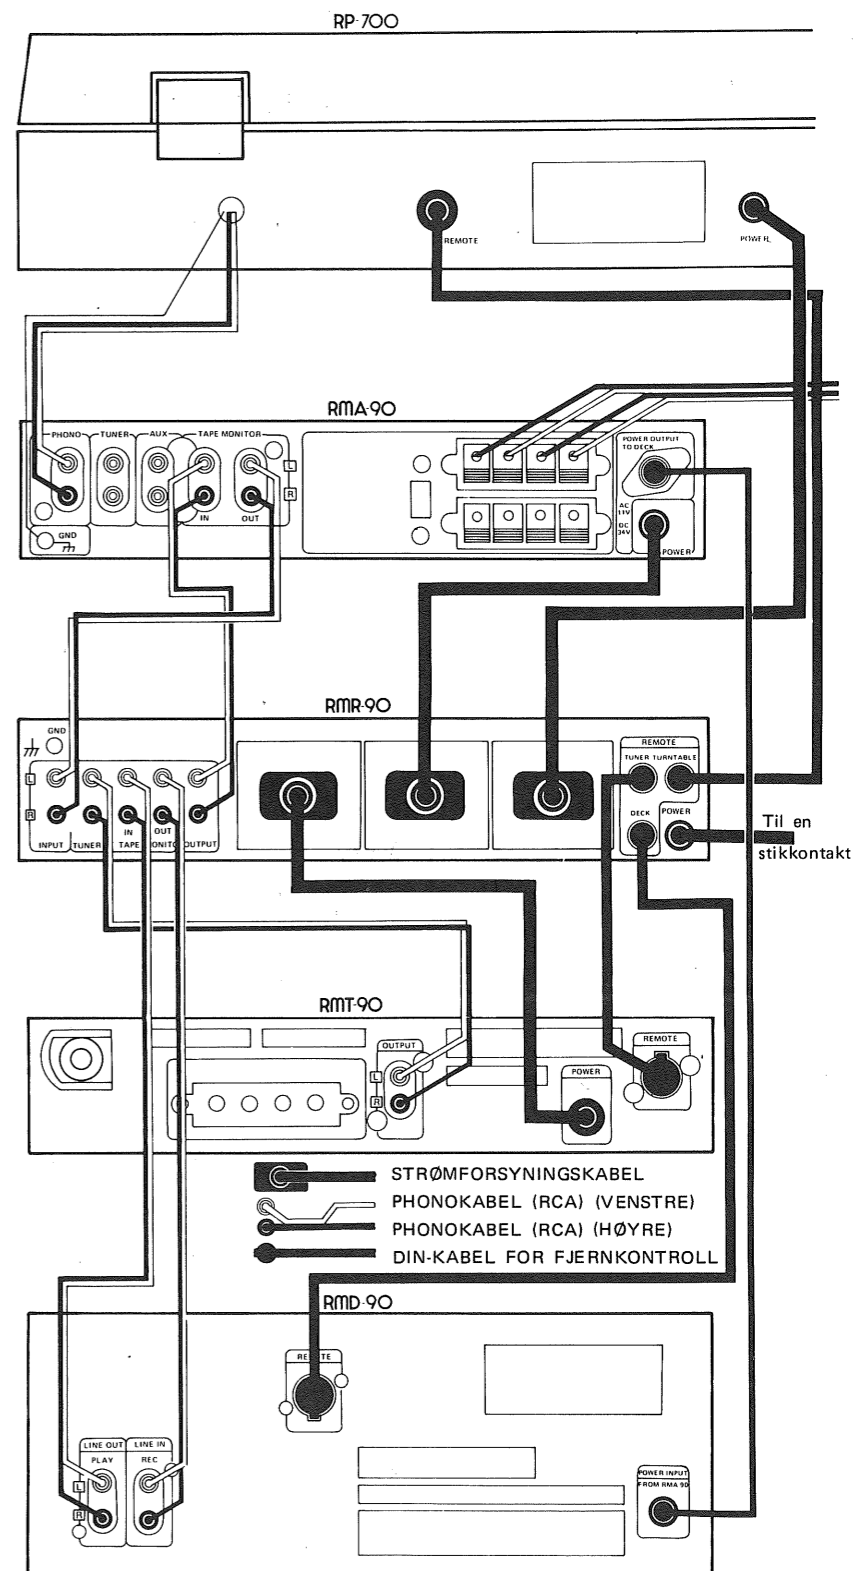 RP-700
REMOTE
POWER
RMA-90
PHONO TUNER AUX TAPE MONITOR
L
R
IN OUT
GND
POWER OUTPUT
TO DECK
AC
11V
DC
34V
POWER
RMR-90
GND
L
R
IN OUT
INPUT TUNER TAPE MONITO OUTPUT
REMOTE
TUNER TURNTABLE
DECK POWER
Til en
stikkontakt
RMT-90
OUTPUT
L
R
POWER
REMOTE
STRØMFORSYNINGSKABEL
PHONOKABEL (RCA) (VENSTRE)
PHONOKABEL (RCA) (HØYRE)
DIN-KABEL FOR FJERNKONTROLL
RMD-90
REMOTE
LINE OUT LINE IN
PLAY REC
L
R
POWER INPUT
FROM RMA 90